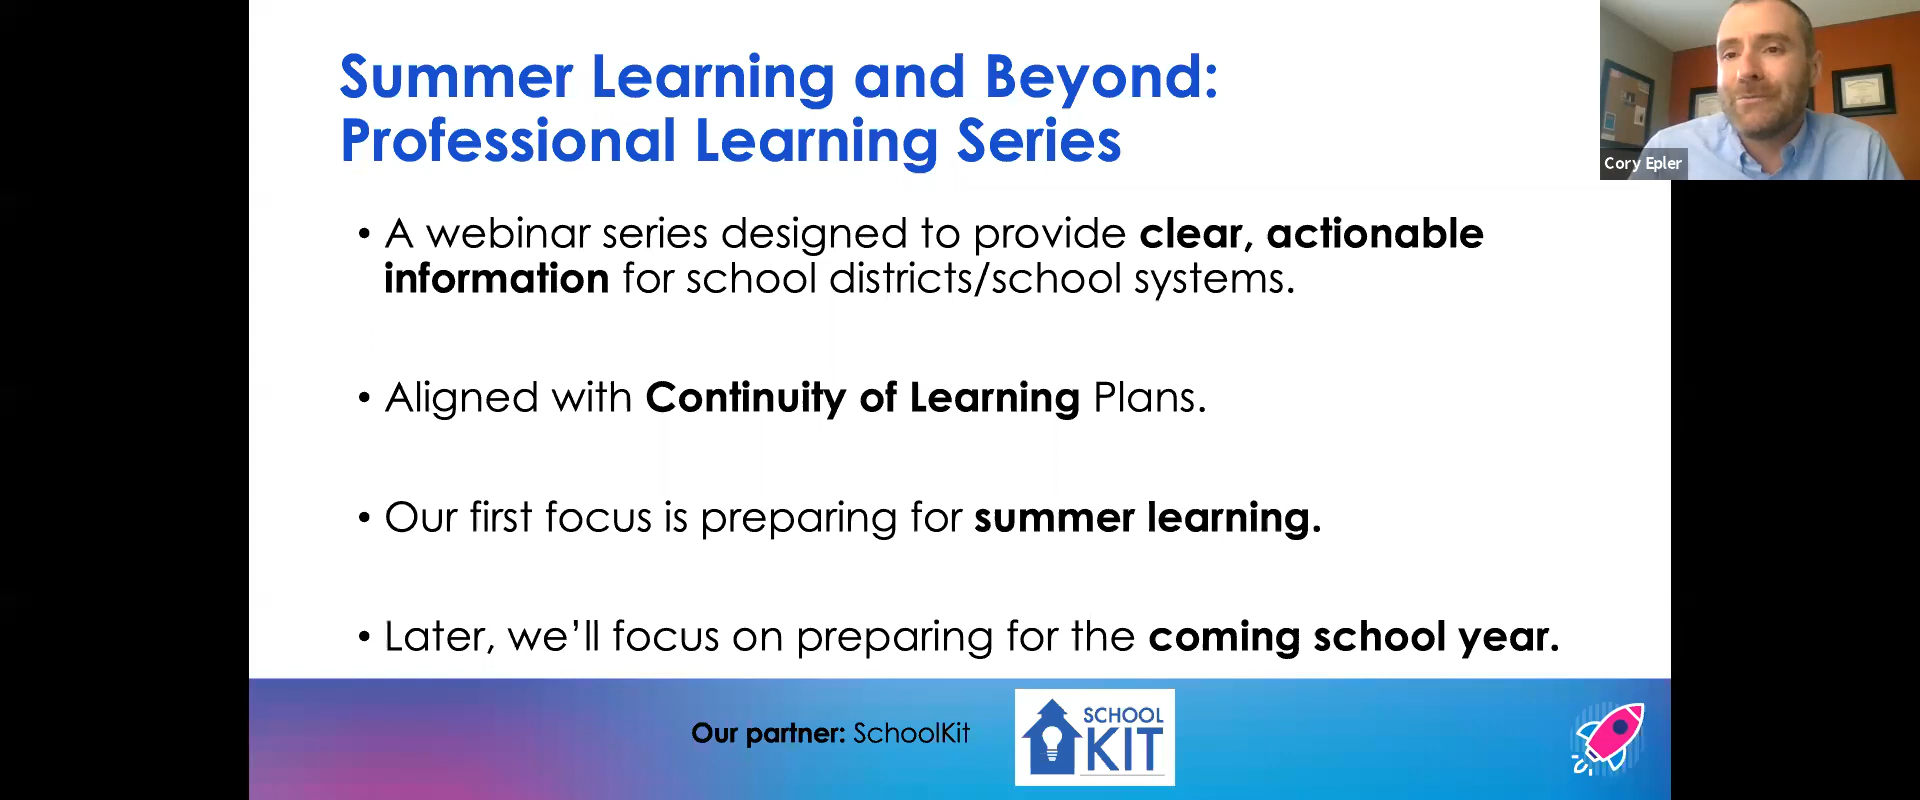 Summer Learning and Beyond:
Professional Learning Series
Cory Epler
• A webinar series designed to provide clear, actionable
information for school districts/school systems.
• Aligned with Continuity of Learning Plans.
• Our first focus is preparing for summer learning.
• Later, we’ll focus on preparing for the coming school year.
Our partner: SchoolKit
SCHOOL
KIT